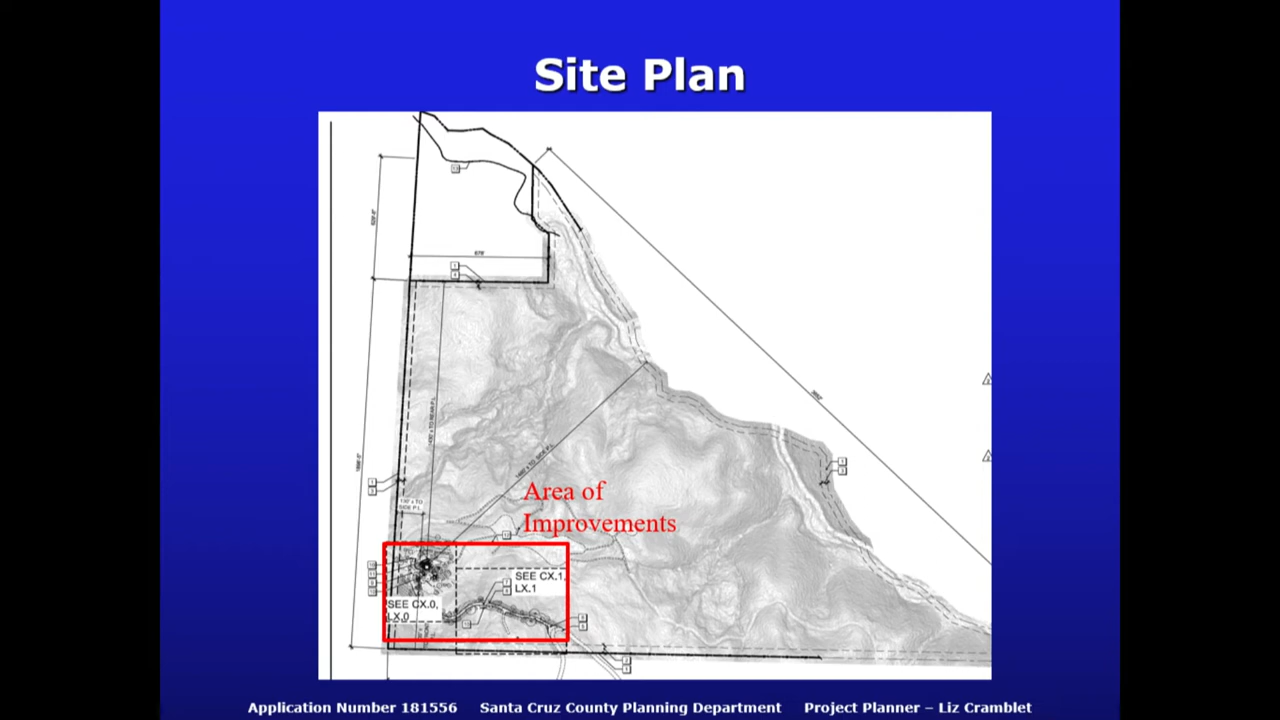 Site Plan
679'
Area of
Improvements
SEE CX.1,
LX.1
SEE CX.0,
LX.0
Application Number 181556 Santa Cruz County Planning Department Project Planner – Liz Cramblet